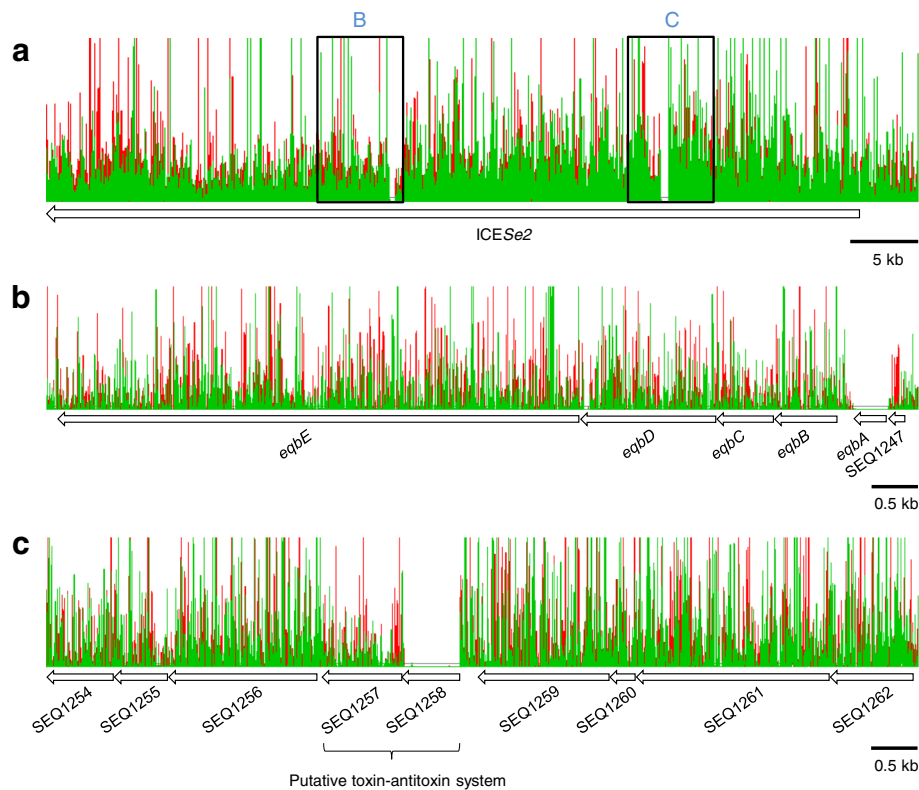 a
B
C
ICESe2
5 kb
b
eqbE
eqbD
eqbC
eqbB
eqbA
SEQ1247
0.5 kb
c
SEQ1254
SEQ1255
SEQ1256
SEQ1257
SEQ1258
SEQ1259
SEQ1260
SEQ1261
SEQ1262
0.5 kb
Putative toxin-antitoxin system